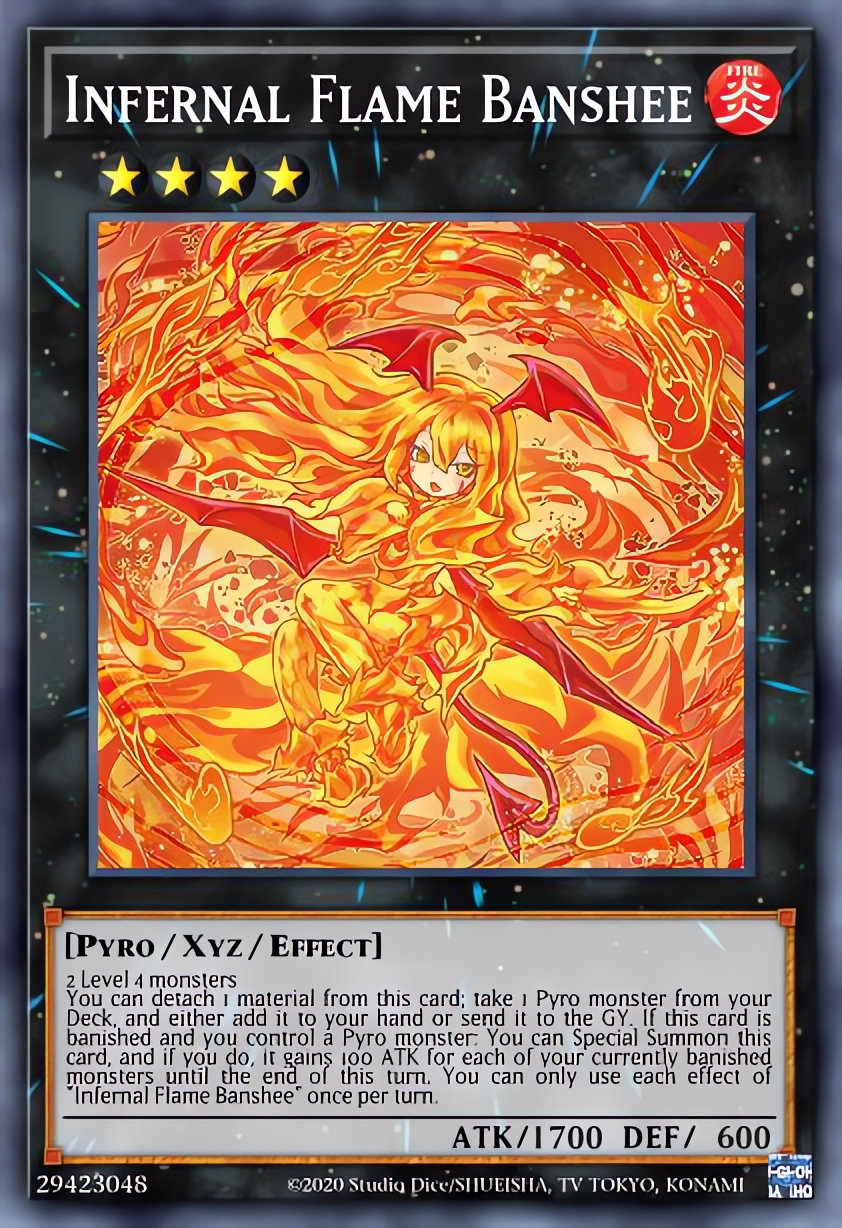 INFERNAL FLAME BANSHEE
FIRE
炎
[PYRO / XYZ / EFFECT]
2 Level 4 monsters
You can detach 1 material from this card; take 1 Pyro monster from your
Deck, and either add it to your hand or send it to the GY. If this card is
banished and you control a Pyro monster: You can Special Summon this
card, and if you do, it gains 100 ATK for each of your currently banished
monsters until the end of this turn. You can only use each effect of
"Infernal Flame Banshee" once per turn.
ATK/1700 DEF/ 600
29423048
©2020 Studio Dice/SHUEISHA, TV TOKYO, KONAMI